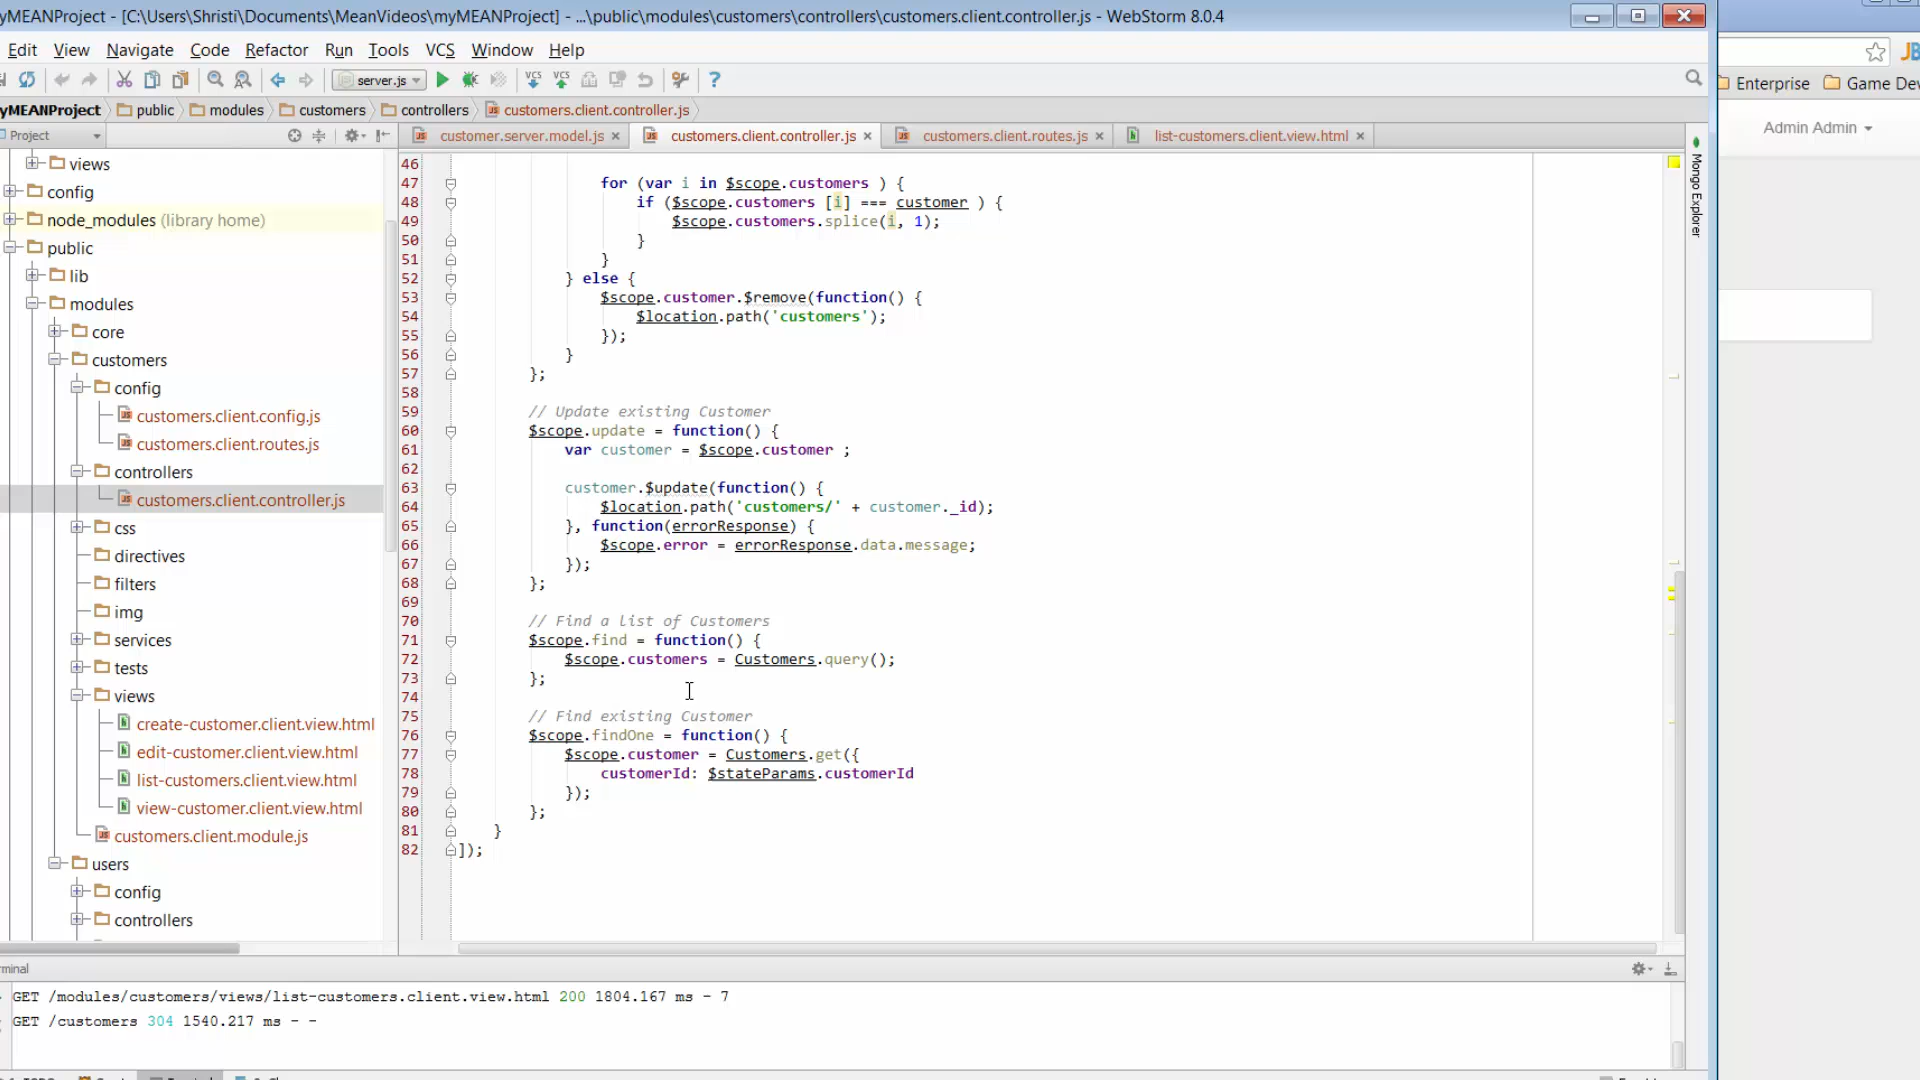 yMEANProject - [C:\Users\Shristi\Documents\MeanVideos\myMEANProject] - ...\public\modules\customers\controllers\customers.client.controller.js - WebStorm 8.0.4
Edit View Navigate Code Refactor Run Tools VCS Window Help
server.js
VCS VCS
?
JB
Enterprise Game Dev
yMEANProject public modules customers controllers customers.client.controller.js
Project
customer.server.model.js customers.client.controller.js customers.client.routes.js list-customers.client.view.html
Admin Admin
Mongo Explorer
views
config
node_modules (library home)
public
lib
modules
core
customers
config
customers.client.config.js
customers.client.routes.js
controllers
customers.client.controller.js
css
directives
filters
img
services
tests
views
create-customer.client.view.html
edit-customer.client.view.html
list-customers.client.view.html
view-customer.client.view.html
customers.client.module.js
users
config
controllers
46
47 for (var i in $scope.customers ) {
48 if ($scope.customers [i] === customer ) {
49 $scope.customers.splice(i, 1);
50 }
51 }
52 } else {
53 $scope.customer.$remove(function() {
54 $location.path('customers');
55 });
56 }
57 };
58
59 // Update existing Customer
60 $scope.update = function() {
61 var customer = $scope.customer ;
62
63 customer.$update(function() {
64 $location.path('customers/' + customer._id);
65 }, function(errorResponse) {
66 $scope.error = errorResponse.data.message;
67 });
68 };
69
70 // Find a list of Customers
71 $scope.find = function() {
72 $scope.customers = Customers.query();
73 };
74
75 // Find existing Customer
76 $scope.findOne = function() {
77 $scope.customer = Customers.get({
78 customerId: $stateParams.customerId
79 });
80 };
81 }
82 ]);
minal
GET /modules/customers/views/list-customers.client.view.html 200 1804.167 ms - 7
GET /customers 304 1540.217 ms - -